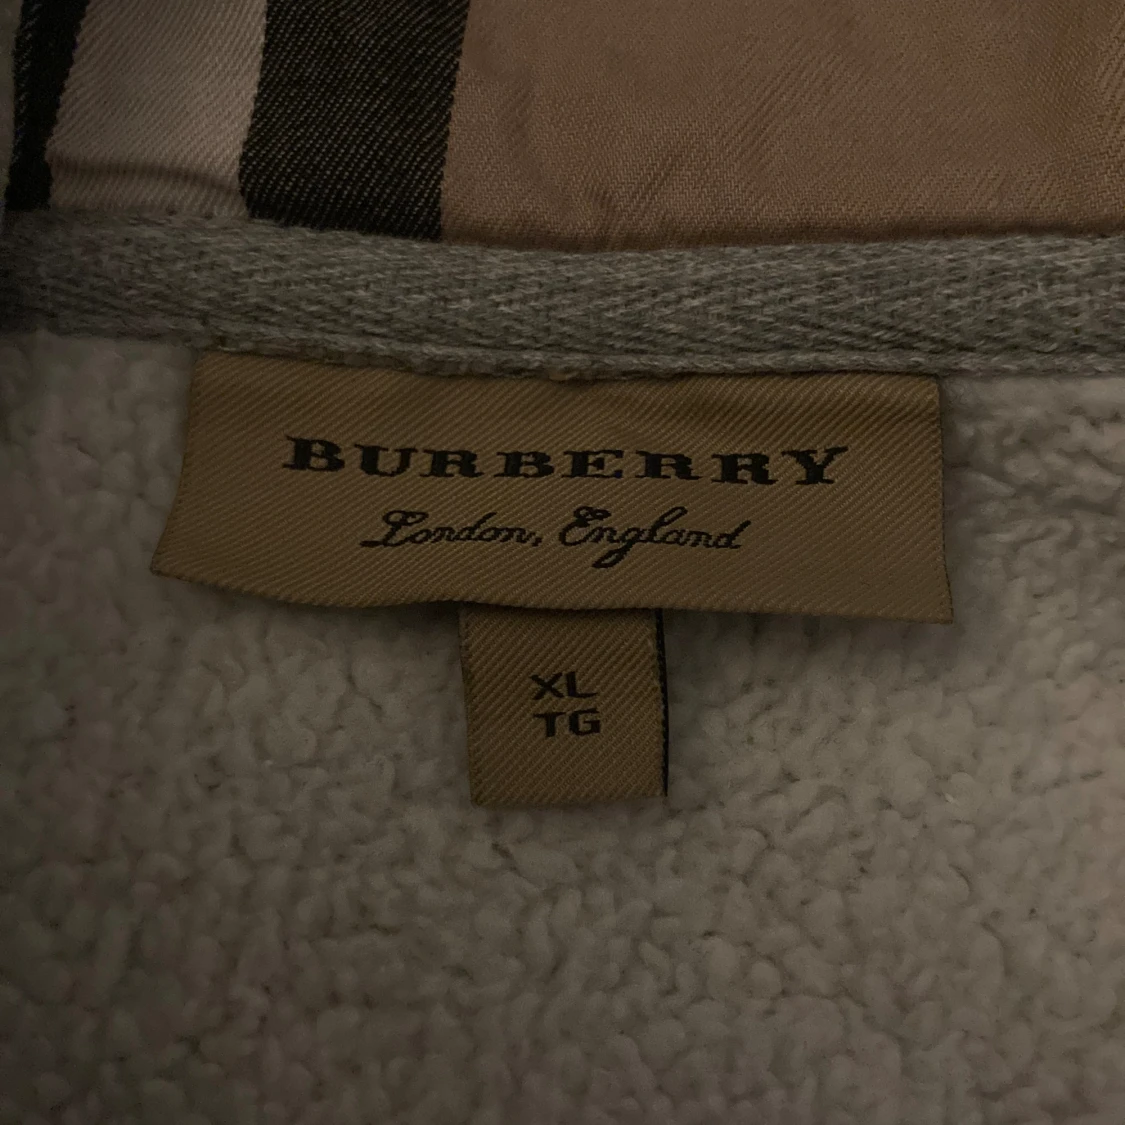 BURBERRY
London, England
XL
TG